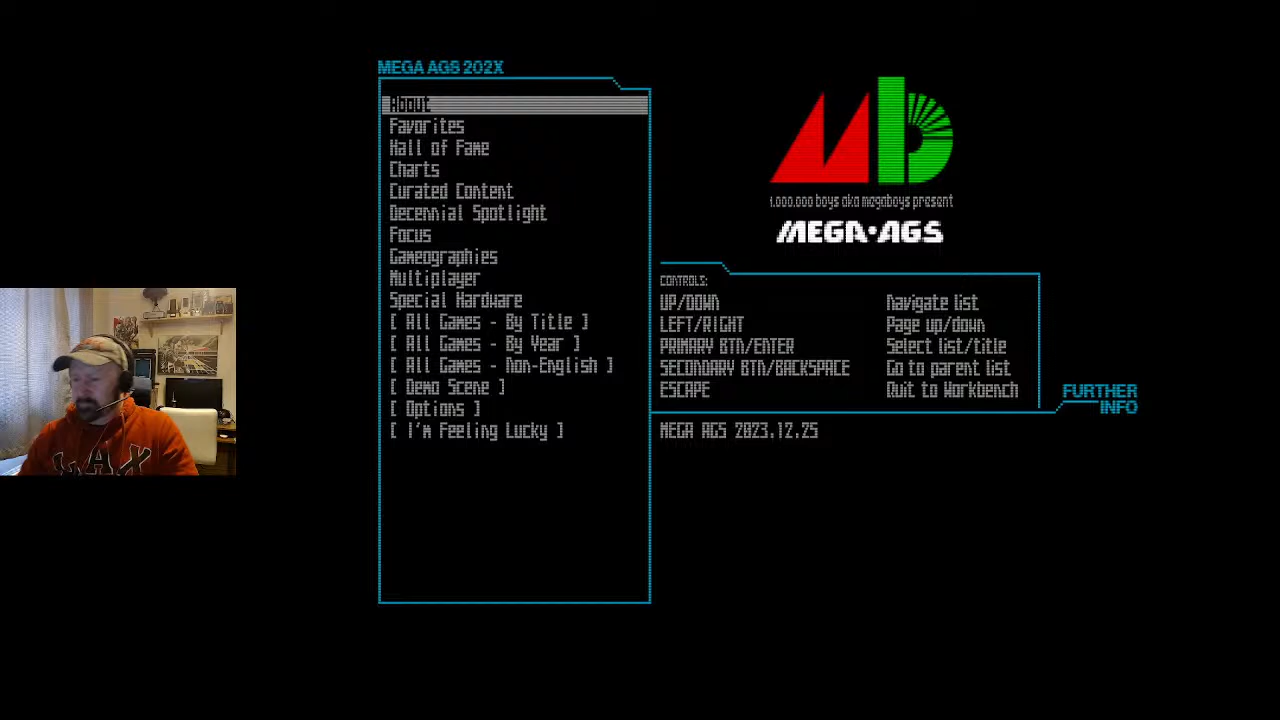 MEGA AGS 202X
About
Favorites
Hall of Fame
Charts
Curated Content
Decennial Spotlight
Focus
Gameographies
Multiplayer
Special Hardware
[ All Games - By Title ]
[ All Games - By Year ]
[ All Games - Non-English ]
[ Demo Scene ]
[ Options ]
[ I'm Feeling Lucky ]
1.000.000 boys aka megaboys present
MEGA•AGS
CONTROLS:
UP/DOWN Navigate list
LEFT/RIGHT Page up/down
PRIMARY BTN/ENTER Select list/title
SECONDARY BTN/BACKSPACE Go to parent list
ESCAPE Quit to Workbench
FURTHER
INFO
MEGA AGS 2023.12.25